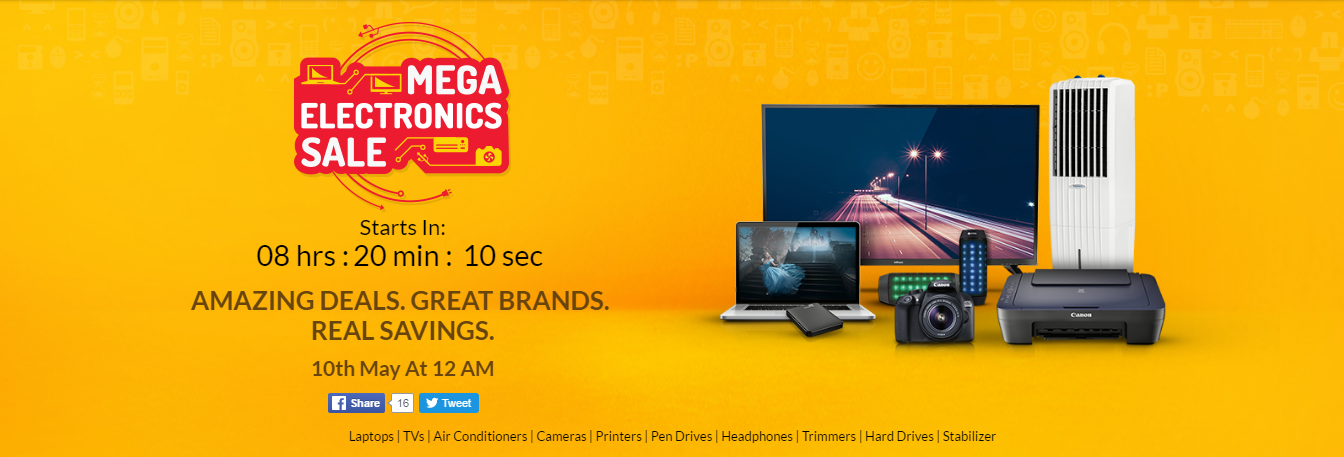 MEGA
ELECTRONICS
SALE
Starts In:
08 hrs : 20 min : 10 sec
AMAZING DEALS. GREAT BRANDS.
REAL SAVINGS.
10th May At 12 AM
Share 16 Tweet
Canon
Canon
Laptops | TVs | Air Conditioners | Cameras | Printers | Pen Drives | Headphones | Trimmers | Hard Drives | Stabilizer